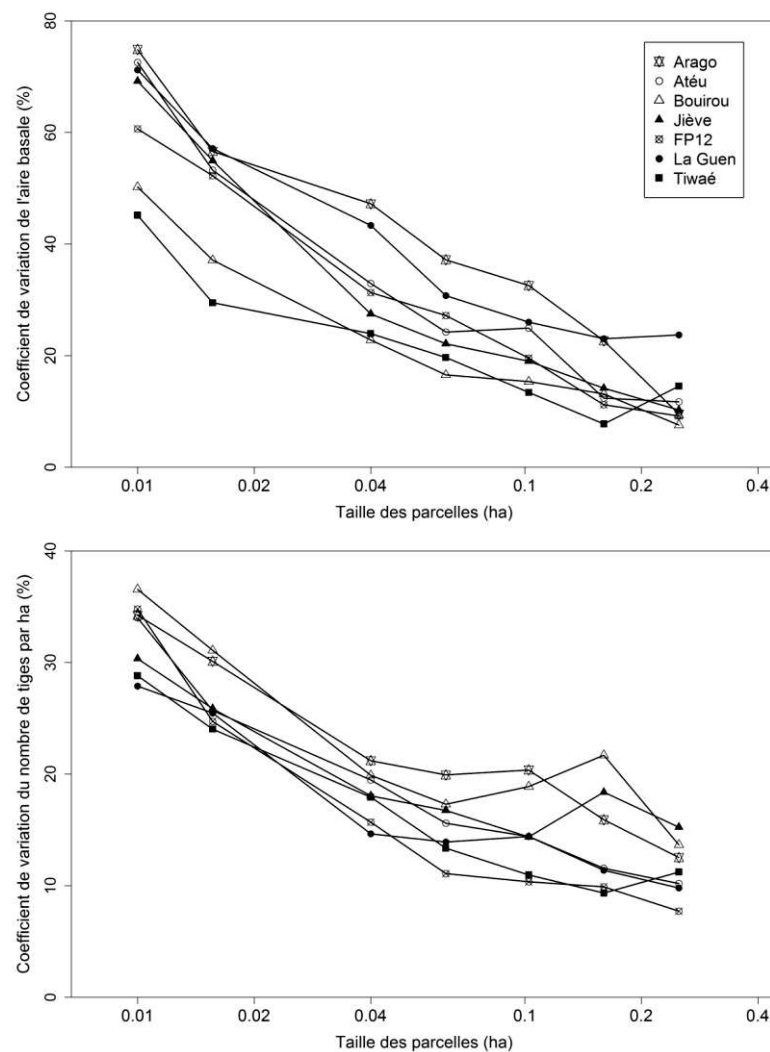 Coefficient de variation de l'aire basale (%)
80
60
40
20
0
Arago
Atéu
Bouirou
Jiève
FP12
La Guen
Tiwaé
0.01 0.02 0.04 0.1 0.2 0.4
Taille des parcelles (ha)
Coefficient de variation du nombre de tiges par ha (%)
40
30
20
10
0
0.01 0.02 0.04 0.1 0.2 0.4
Taille des parcelles (ha)